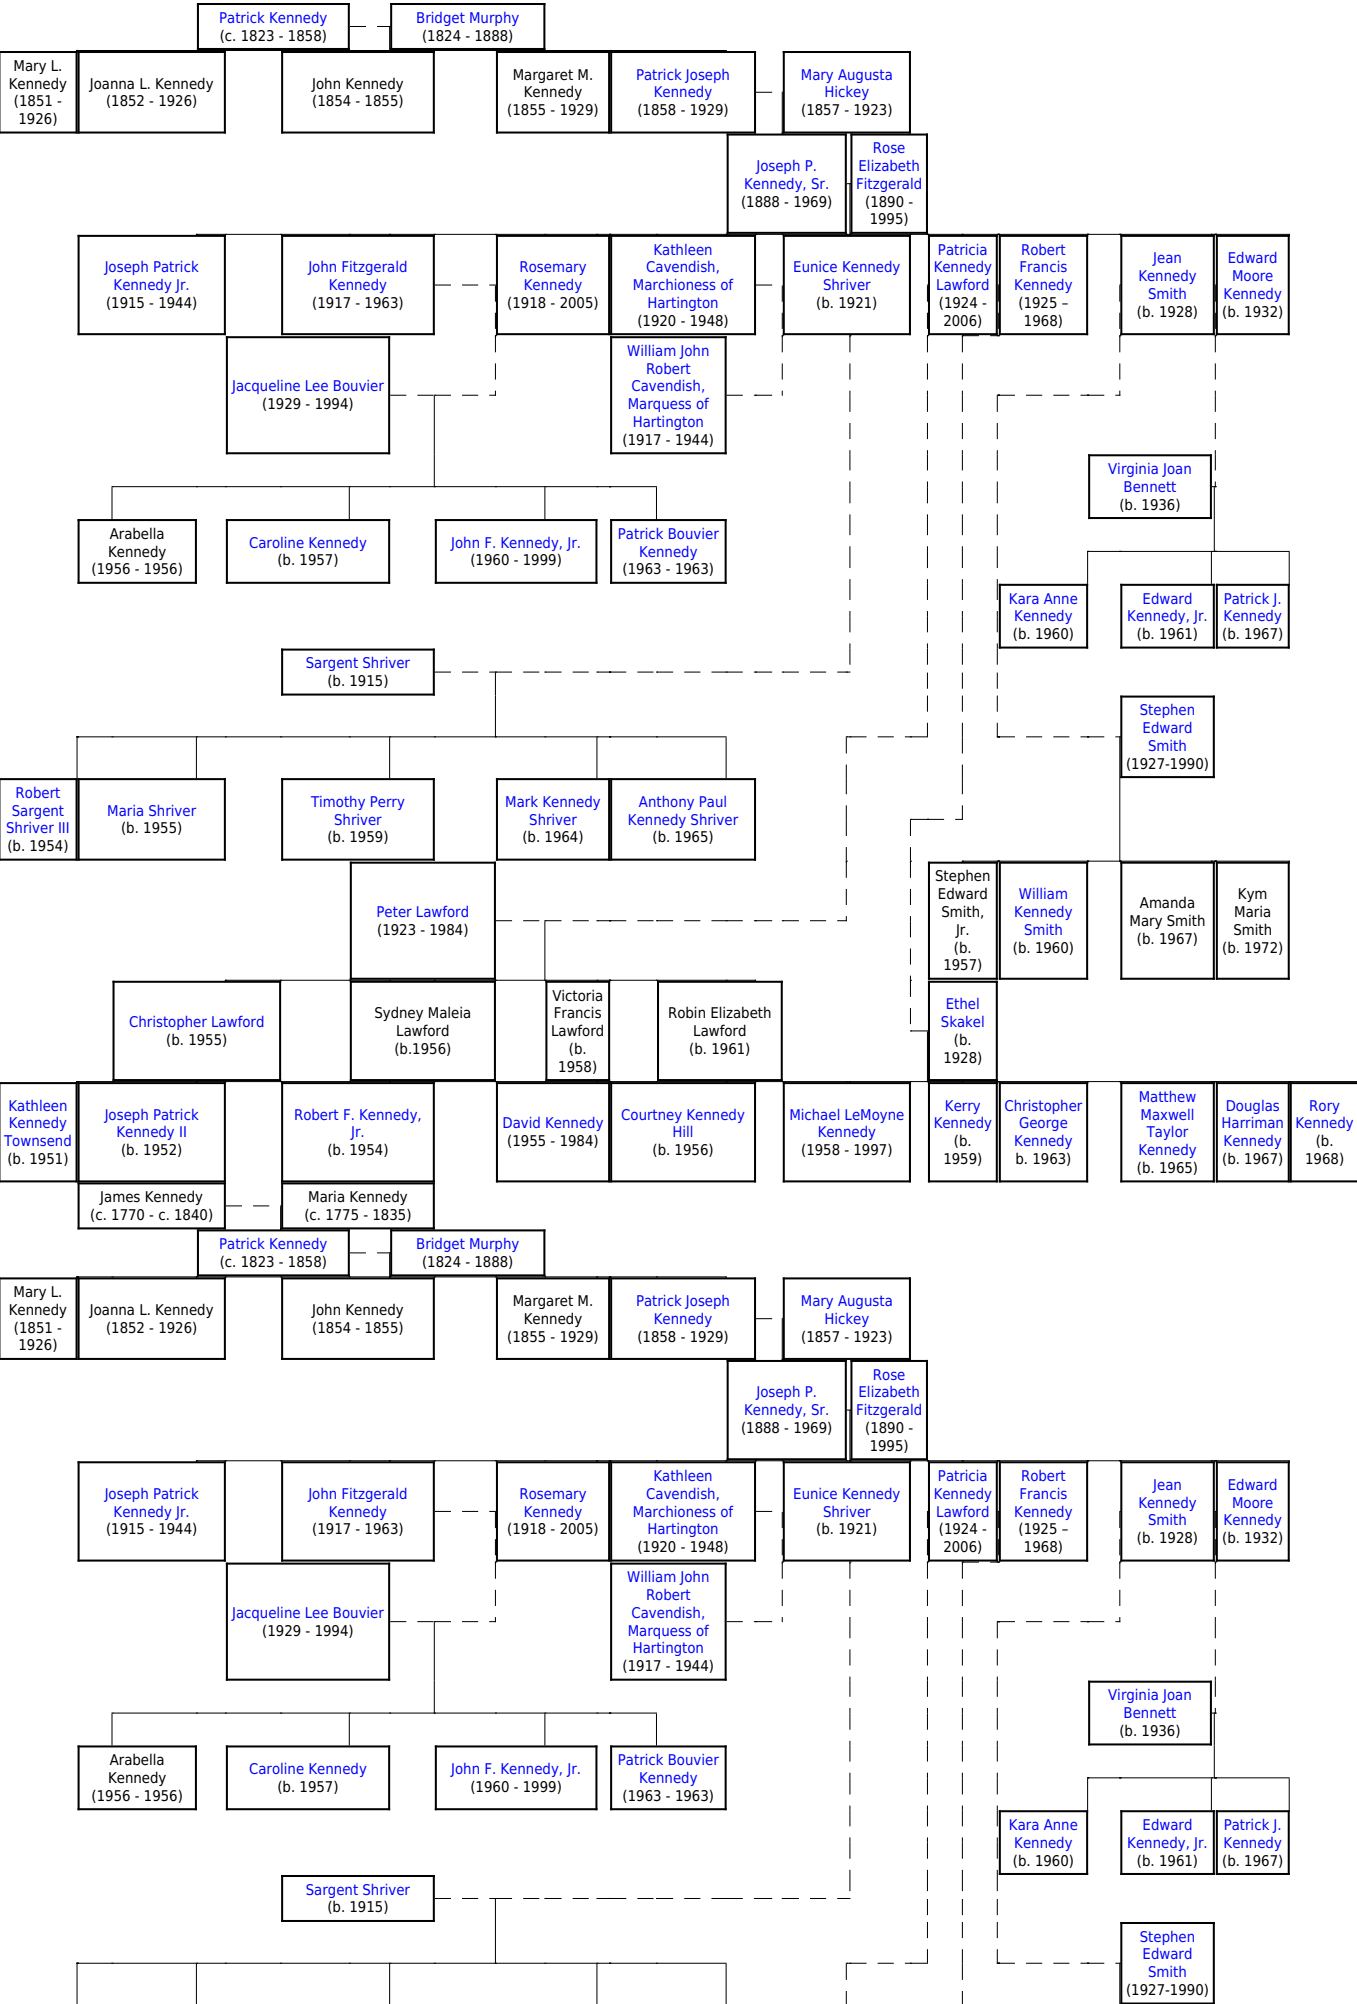 Patrick Kennedy
(c. 1823 - 1858)
Bridget Murphy
(1824 - 1888)
Mary L.
Kennedy
(1851 -
1926)
Joanna L. Kennedy
(1852 - 1926)
John Kennedy
(1854 - 1855)
Margaret M.
Kennedy
(1855 - 1929)
Patrick Joseph
Kennedy
(1858 - 1929)
Mary Augusta
Hickey
(1857 - 1923)
Joseph P.
Kennedy, Sr.
(1888 - 1969)
Rose
Elizabeth
Fitzgerald
(1890 -
1995)
Joseph Patrick
Kennedy Jr.
(1915 - 1944)
John Fitzgerald
Kennedy
(1917 - 1963)
Rosemary
Kennedy
(1918 - 2005)
Kathleen
Cavendish,
Marchioness of
Hartington
(1920 - 1948)
Eunice Kennedy
Shriver
(b. 1921)
Patricia
Kennedy
Lawford
(1924 -
2006)
Robert
Francis
Kennedy
(1925 –
1968)
Jean
Kennedy
Smith
(b. 1928)
Edward
Moore
Kennedy
(b. 1932)
Jacqueline Lee Bouvier
(1929 - 1994)
William John
Robert
Cavendish,
Marquess of
Hartington
(1917 - 1944)
Virginia Joan
Bennett
(b. 1936)
Arabella
Kennedy
(1956 - 1956)
Caroline Kennedy
(b. 1957)
John F. Kennedy, Jr.
(1960 - 1999)
Patrick Bouvier
Kennedy
(1963 - 1963)
Kara Anne
Kennedy
(b. 1960)
Edward
Kennedy, Jr.
(b. 1961)
Patrick J.
Kennedy
(b. 1967)
Sargent Shriver
(b. 1915)
Stephen
Edward
Smith
(1927-1990)
Robert
Sargent
Shriver III
(b. 1954)
Maria Shriver
(b. 1955)
Timothy Perry
Shriver
(b. 1959)
Mark Kennedy
Shriver
(b. 1964)
Anthony Paul
Kennedy Shriver
(b. 1965)
Peter Lawford
(1923 - 1984)
Stephen
Edward
Smith,
Jr.
(b.
1957)
William
Kennedy
Smith
(b. 1960)
Amanda
Mary Smith
(b. 1967)
Kym
Maria
Smith
(b. 1972)
Christopher Lawford
(b. 1955)
Sydney Maleia
Lawford
(b.1956)
Victoria
Francis
Lawford
(b.
1958)
Robin Elizabeth
Lawford
(b. 1961)
Ethel
Skakel
(b.
1928)
Kathleen
Kennedy
Townsend
(b. 1951)
Joseph Patrick
Kennedy II
(b. 1952)
Robert F. Kennedy,
Jr.
(b. 1954)
David Kennedy
(1955 - 1984)
Courtney Kennedy
Hill
(b. 1956)
Michael LeMoyne
Kennedy
(1958 - 1997)
Kerry
Kennedy
(b.
1959)
Christopher
George
Kennedy
b. 1963)
Matthew
Maxwell
Taylor
Kennedy
(b. 1965)
Douglas
Harriman
Kennedy
(b. 1967)
Rory
Kennedy
(b.
1968)
James Kennedy
(c. 1770 - c. 1840)
Maria Kennedy
(c. 1775 - 1835)
Patrick Kennedy
(c. 1823 - 1858)
Bridget Murphy
(1824 - 1888)
Mary L.
Kennedy
(1851 -
1926)
Joanna L. Kennedy
(1852 - 1926)
John Kennedy
(1854 - 1855)
Margaret M.
Kennedy
(1855 - 1929)
Patrick Joseph
Kennedy
(1858 - 1929)
Mary Augusta
Hickey
(1857 - 1923)
Joseph P.
Kennedy, Sr.
(1888 - 1969)
Rose
Elizabeth
Fitzgerald
(1890 -
1995)
Joseph Patrick
Kennedy Jr.
(1915 - 1944)
John Fitzgerald
Kennedy
(1917 - 1963)
Rosemary
Kennedy
(1918 - 2005)
Kathleen
Cavendish,
Marchioness of
Hartington
(1920 - 1948)
Eunice Kennedy
Shriver
(b. 1921)
Patricia
Kennedy
Lawford
(1924 -
2006)
Robert
Francis
Kennedy
(1925 –
1968)
Jean
Kennedy
Smith
(b. 1928)
Edward
Moore
Kennedy
(b. 1932)
Jacqueline Lee Bouvier
(1929 - 1994)
William John
Robert
Cavendish,
Marquess of
Hartington
(1917 - 1944)
Virginia Joan
Bennett
(b. 1936)
Arabella
Kennedy
(1956 - 1956)
Caroline Kennedy
(b. 1957)
John F. Kennedy, Jr.
(1960 - 1999)
Patrick Bouvier
Kennedy
(1963 - 1963)
Kara Anne
Kennedy
(b. 1960)
Edward
Kennedy, Jr.
(b. 1961)
Patrick J.
Kennedy
(b. 1967)
Sargent Shriver
(b. 1915)
Stephen
Edward
Smith
(1927-1990)